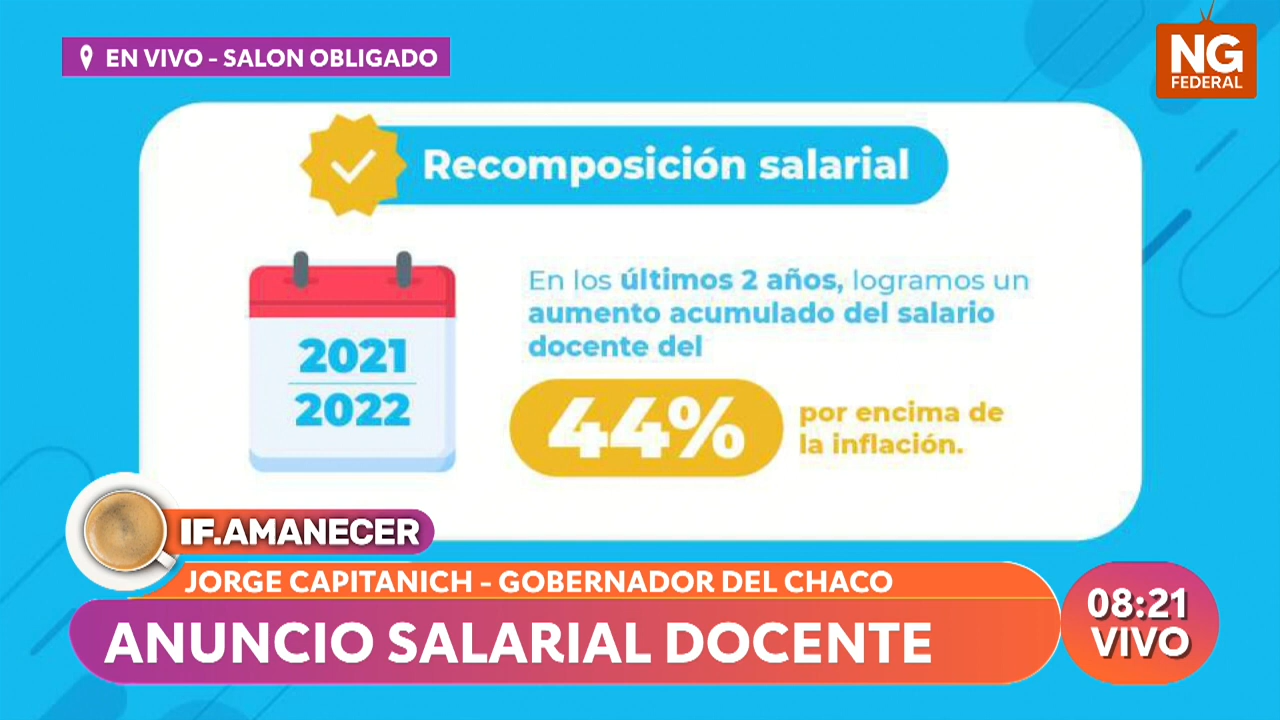 EN VIVO - SALON OBLIGADO
NG
FEDERAL
Recomposición salarial
2021
2022
En los últimos 2 años, logramos un
aumento acumulado del salario
docente del
44%
por encima de
la inflación.
IF.AMANECER
JORGE CAPITANICH - GOBERNADOR DEL CHACO
ANUNCIO SALARIAL DOCENTE
08:21
VIVO